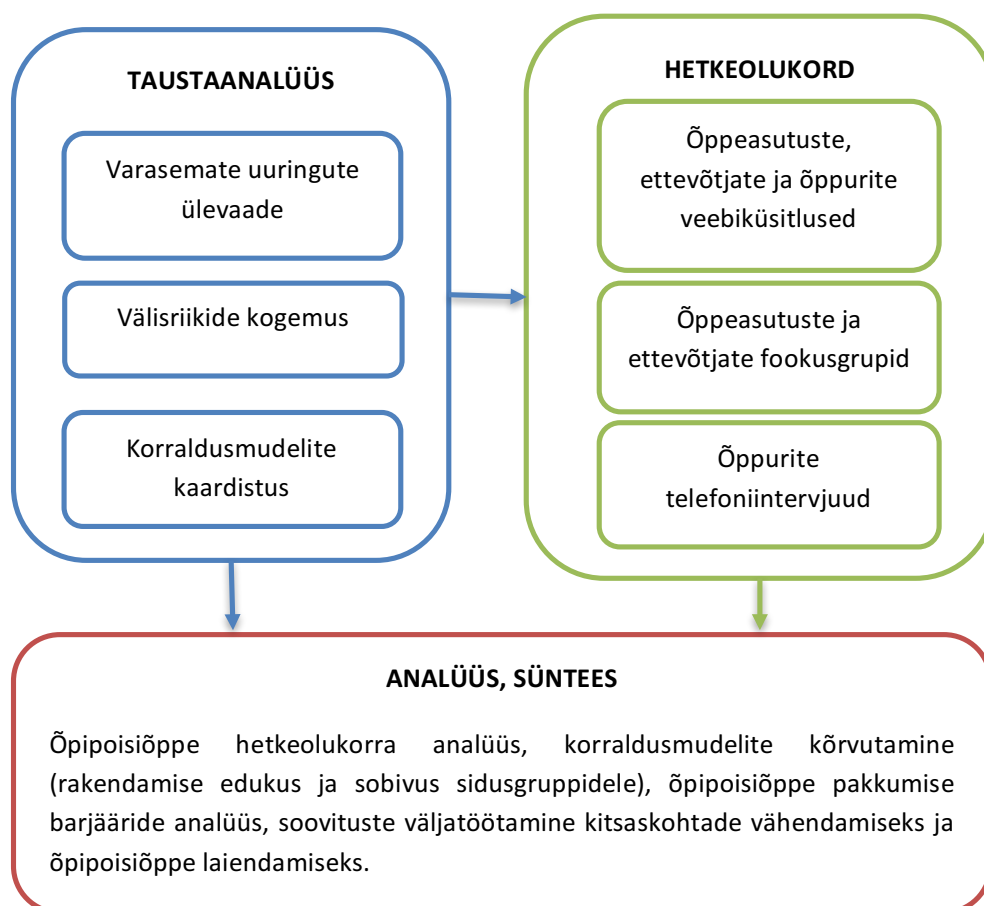 TAUSTAANALÜÜS
Varasemate uuringute
ülevaade
Välisriikide kogemus
Korraldusmudelite
kaardistus
HETKEOLUKORD
Õppeasutuste,
ettevõtjate ja õppurite
veebiküsitlused
Õppeasutuste ja
ettevõtjate fookusgrupid
Õppurite
telefoniintervjuud
ANALÜÜS, SÜNTEES
Õpipoisiõppe hetkeolukorra analüüs, korraldusmudelite kõrvutamine
(rakendamise edukus ja sobivus sidusgruppidele), õpipoisiõppe pakkumise
barjääride analüüs, soovituste väljatöötamine kitsaskohtade vähendamiseks ja
õpipoisiõppe laiendamiseks.